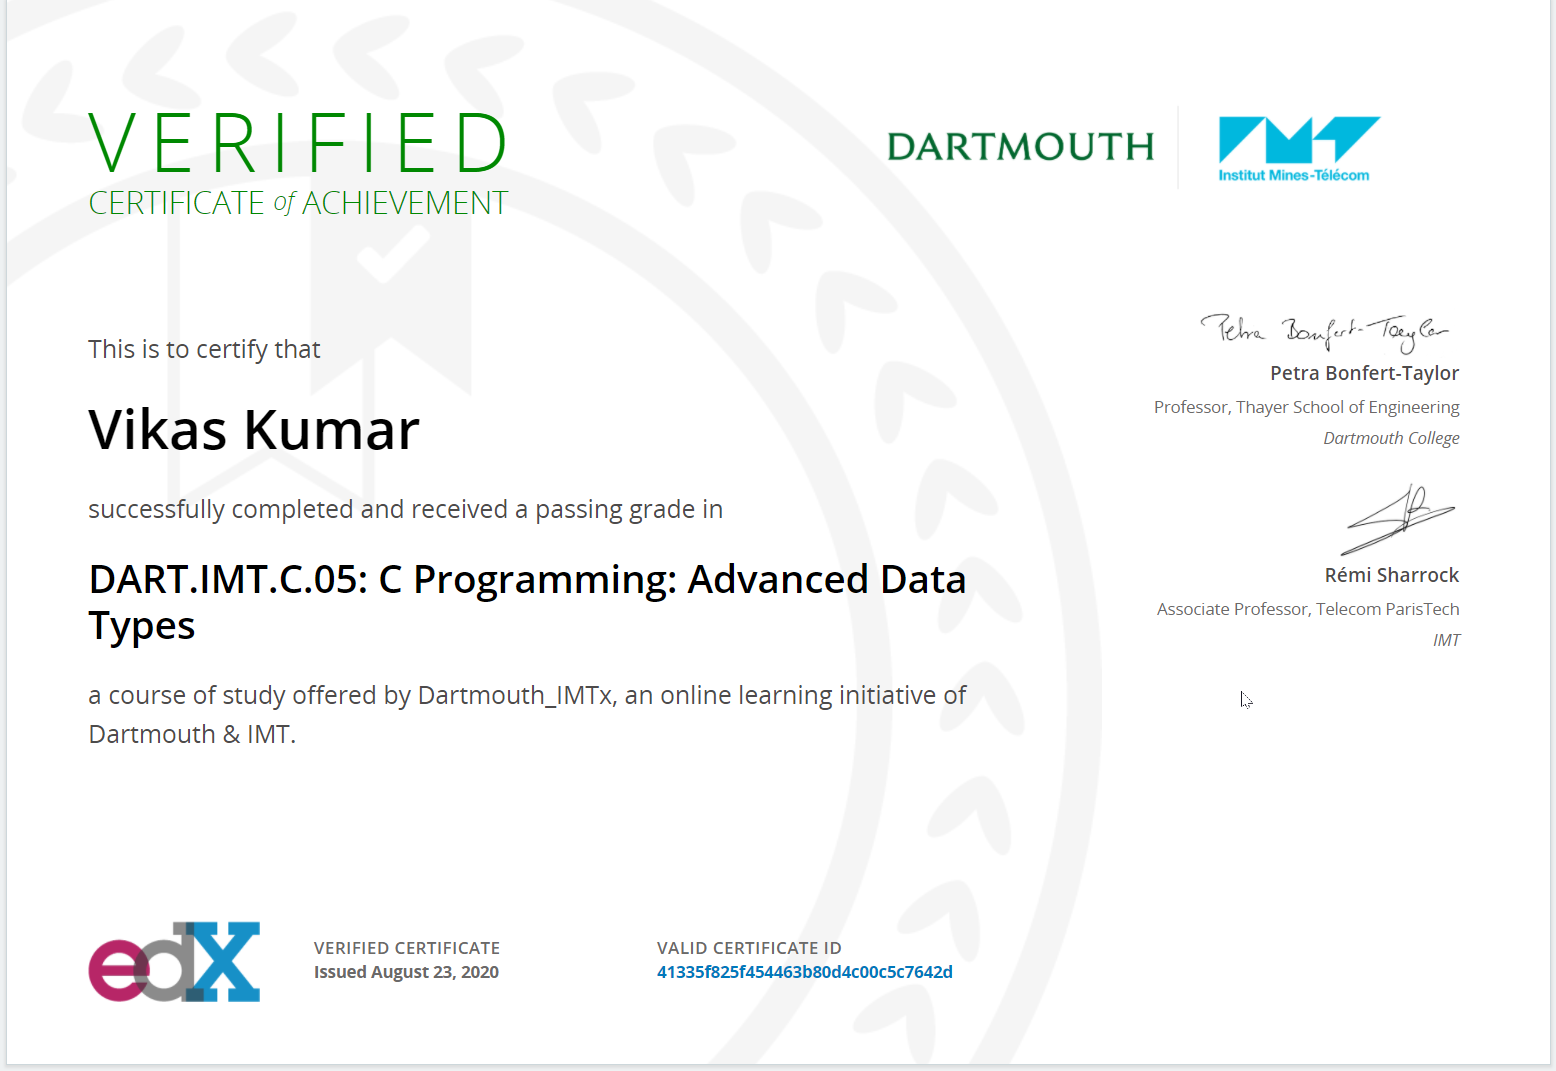 VERIFIED
CERTIFICATE of ACHIEVEMENT
DARTMOUTH
Institut Mines-Télécom
This is to certify that
Vikas Kumar
successfully completed and received a passing grade in
DART.IMT.C.05: C Programming: Advanced Data
Types
a course of study offered by Dartmouth_IMTx, an online learning initiative of
Dartmouth & IMT.
Petra Bonfert-Taylor
Petra Bonfert-Taylor
Professor, Thayer School of Engineering
Dartmouth College
Rémi Sharrock
Associate Professor, Telecom ParisTech
IMT
edX
VERIFIED CERTIFICATE
Issued August 23, 2020
VALID CERTIFICATE ID
41335f825f454463b80d4c00c5c7642d